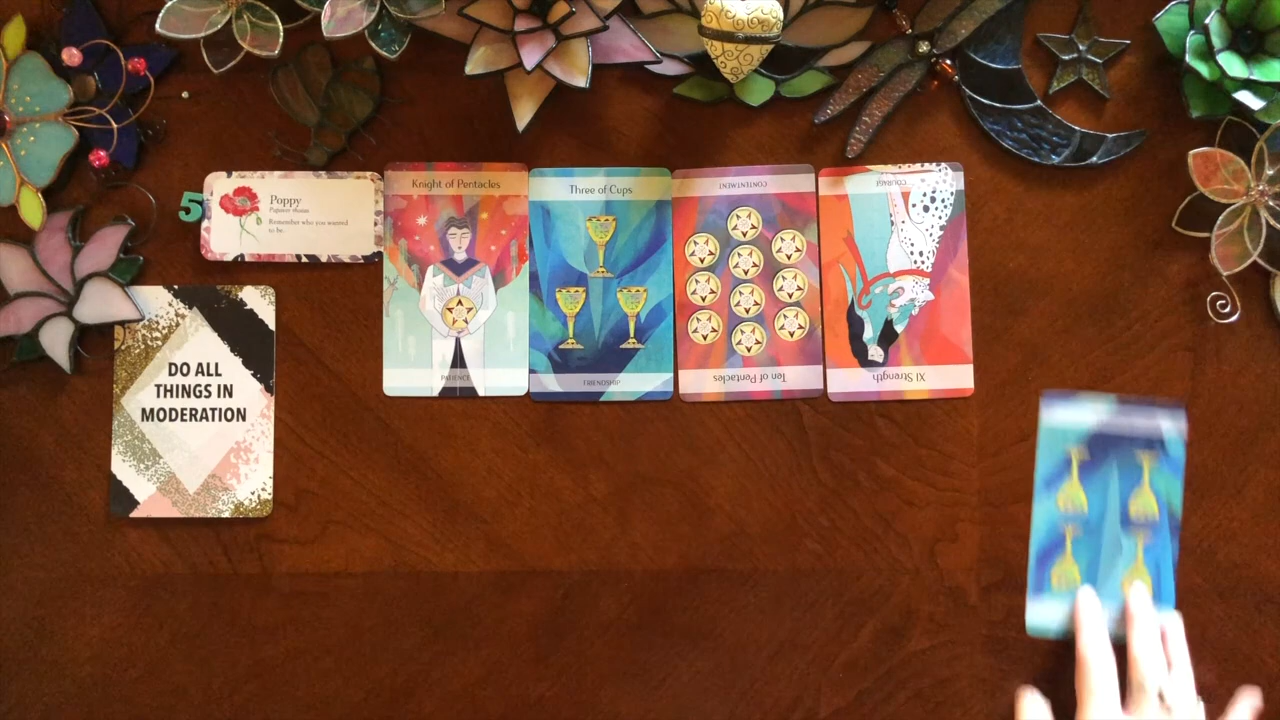 5
Poppy
Papaver rhoeas
Remember who you wanted
to be.
Knight of Pentacles
PATIENCE
Three of Cups
FRIENDSHIP
CONTENTMENT
Ten of Pentacles
COURAGE
XI Strength
DO ALL
THINGS IN
MODERATION